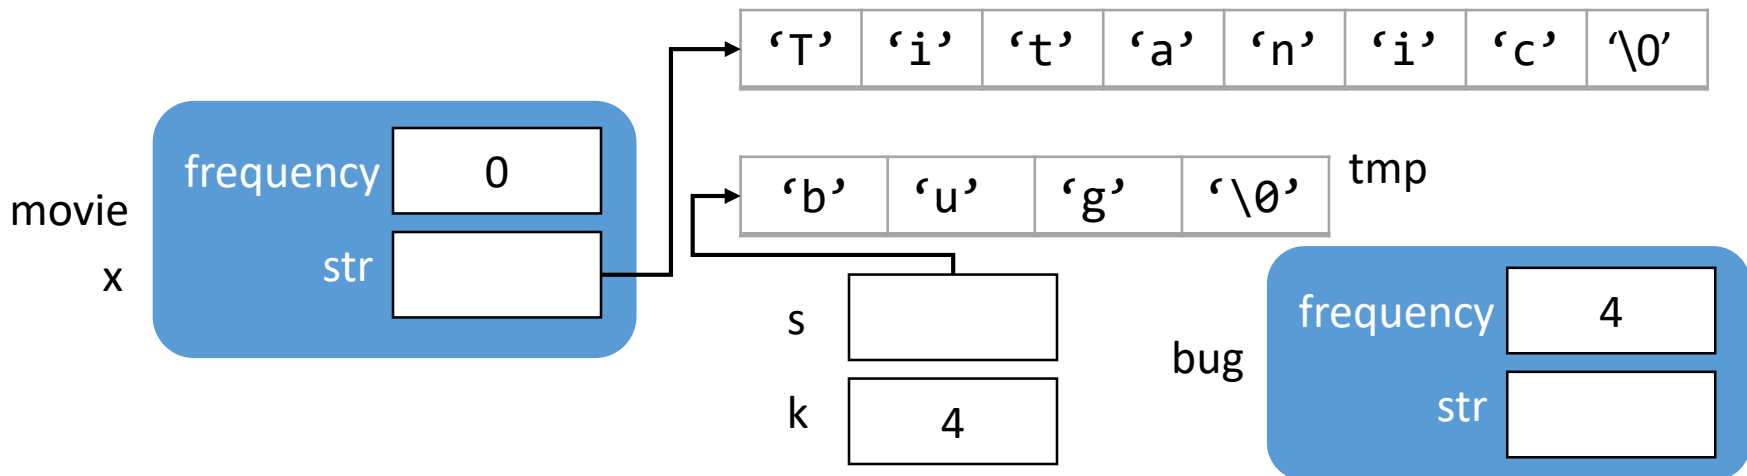 ‘T’ ‘i’ ‘t’ ‘a’ ‘n’ ‘i’ ‘c’ ‘\0’
frequency 0
movie
x
str
‘b’ ‘u’ ‘g’ ‘\0’ tmp
s
k 4
bug
frequency 4
str